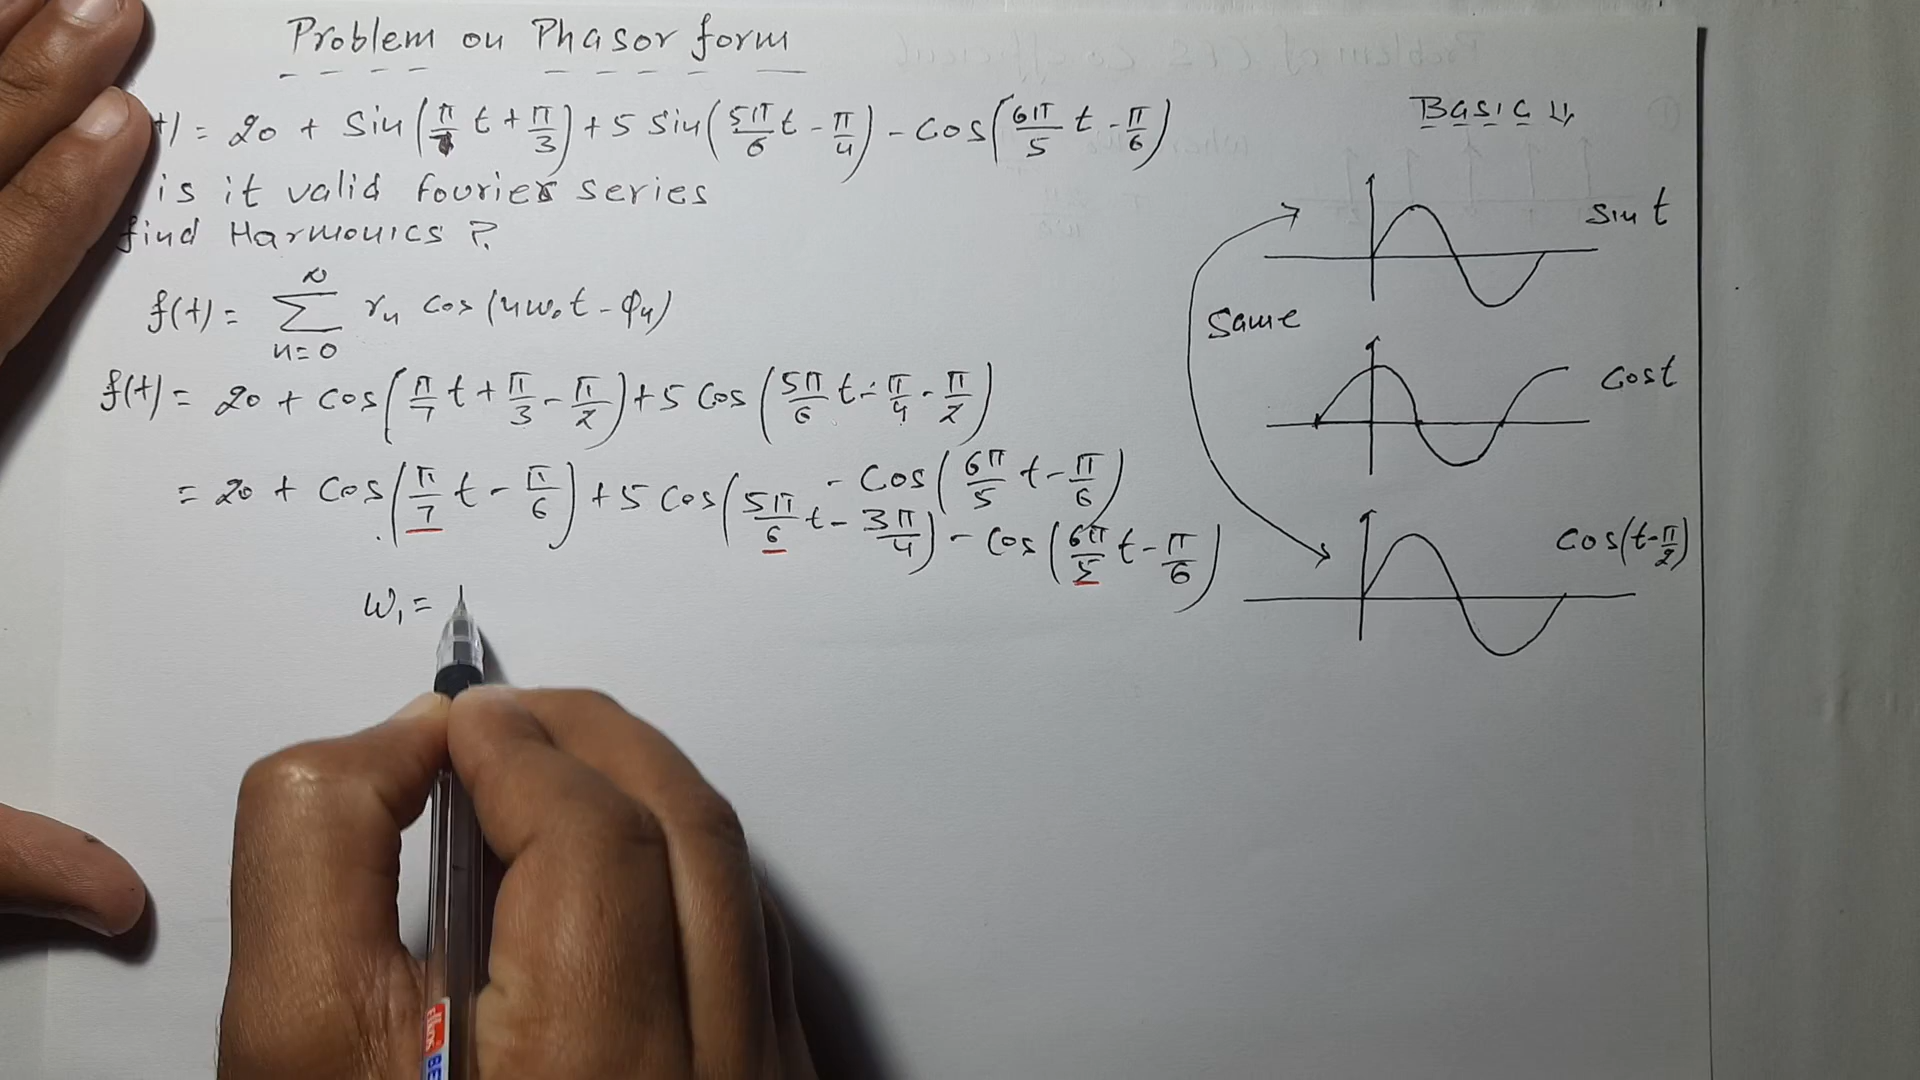 Problem on Phasor form
t) = 20 + Sin(π/7 t + π/3) + 5 Sin(5π/6 t - π/4) - Cos(6π/5 t - π/6)
is it valid fourier series
find Harmonics ?
f(t) = ∑_{n=0}^{∞} rn cos(nω₀t - φn)
f(t) = 20 + cos(π/7 t + π/3 - π/2) + 5 Cos(5π/6 t - π/4 - π/2)
- Cos(6π/5 t - π/6)
= 20 + Cos(π/7 t - π/6) + 5 Cos(5π/6 t - 3π/4) - Cos(6π/5 t - π/6)
ω₁ =
Basic
Sin t
Same
Cos t
Cos(t - π/2)